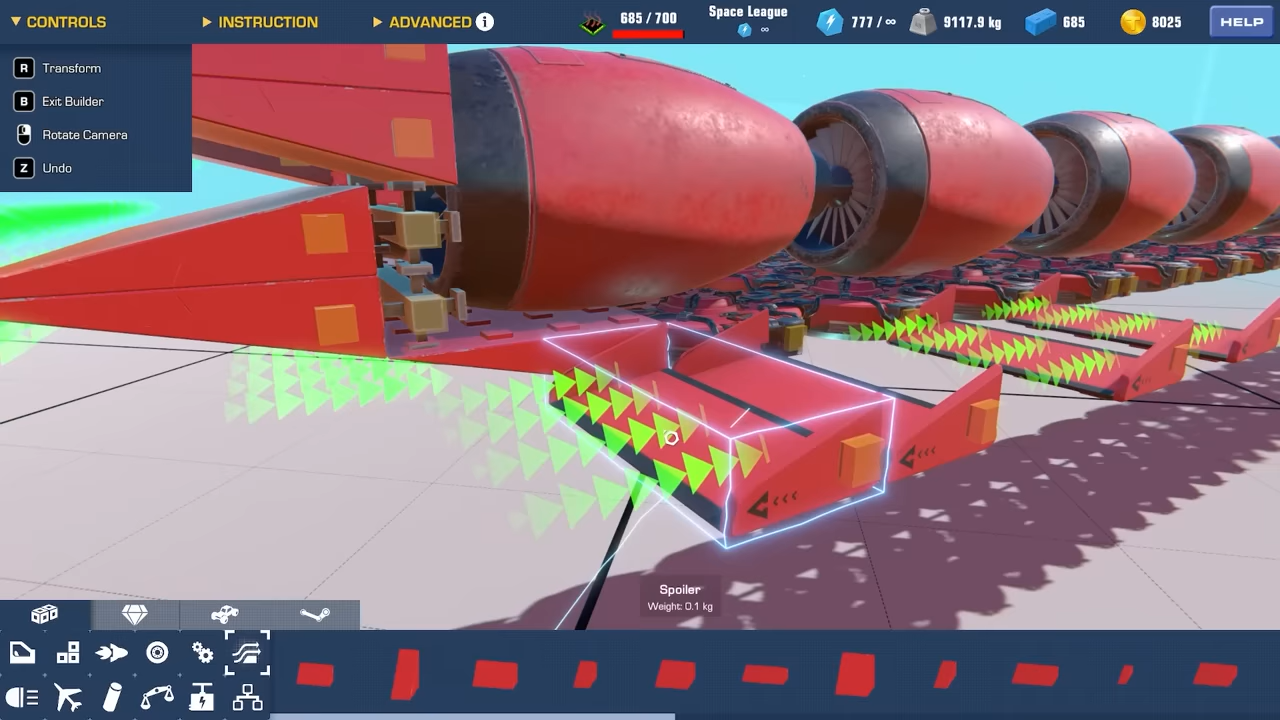 ▼ CONTROLS
▶ INSTRUCTION
▶ ADVANCED i
685 / 700
Space League
∞
777 / ∞
9117.9 kg
685
8025
HELP
R Transform
B Exit Builder
Rotate Camera
Z Undo
Spoiler
Weight: 0.1 kg